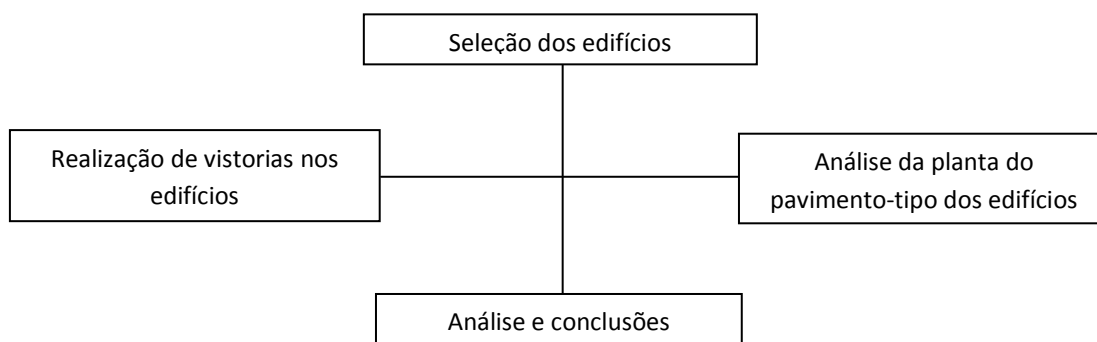 Seleção dos edifícios
Realização de vistorias nos
edifícios
Análise da planta do
pavimento-tipo dos edifícios
Análise e conclusões